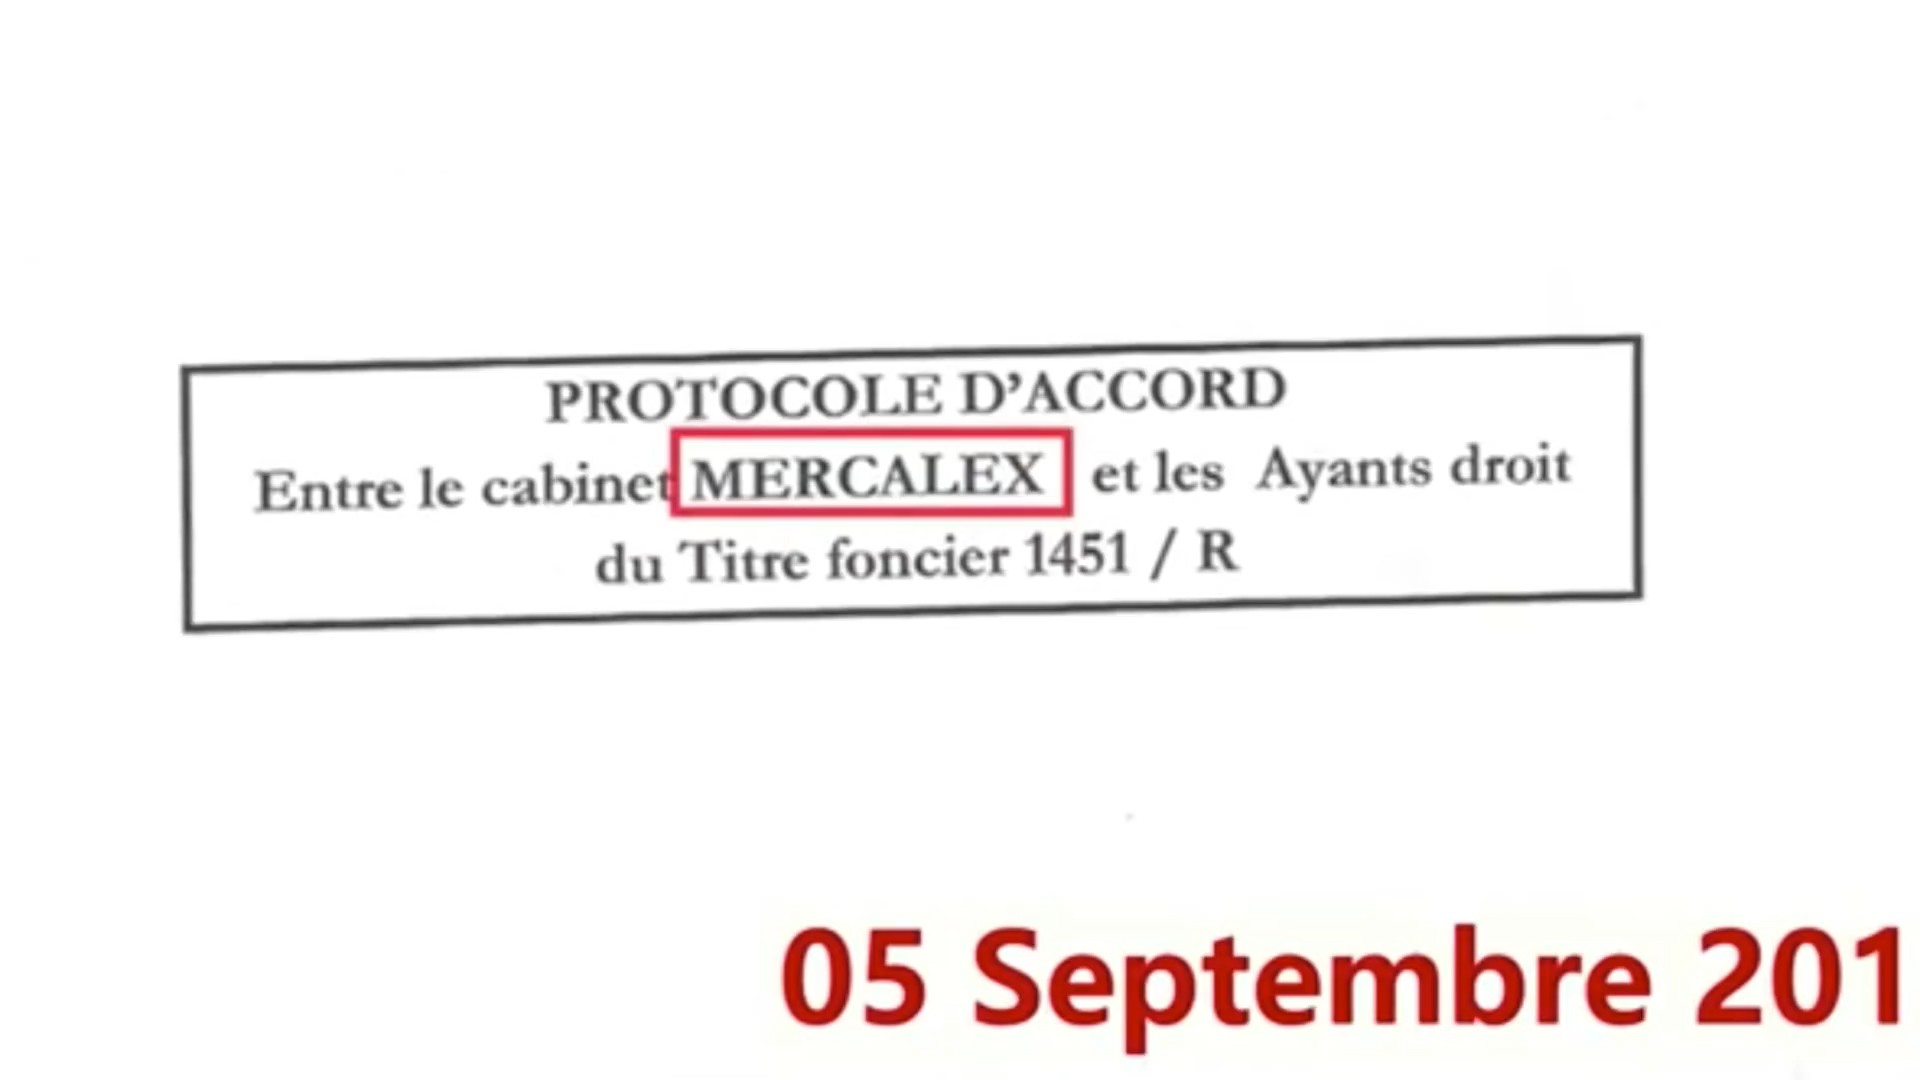 PROTOCOLE D'ACCORD
Entre le cabinet MERCALEX et les Ayants droit
du Titre foncier 1451 / R
05 Septembre 201